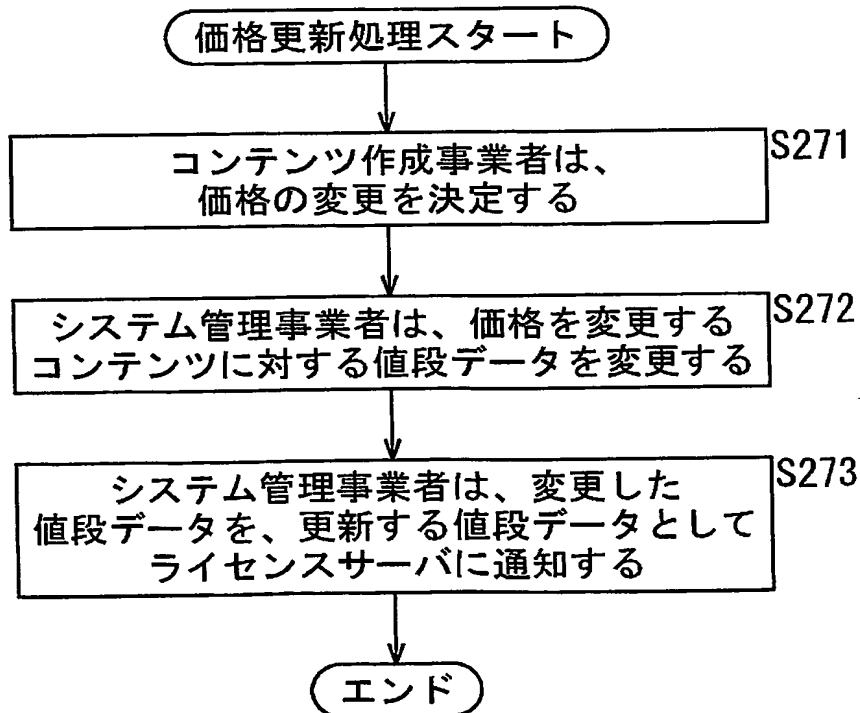 価格更新処理スタート
S271
コンテンツ作成事業者は、
価格の変更を決定する
S272
システム管理事業者は、価格を変更する
コンテンツに対する値段データを変更する
S273
システム管理事業者は、変更した
値段データを、更新する値段データとして
ライセンスサーバに通知する
エンド